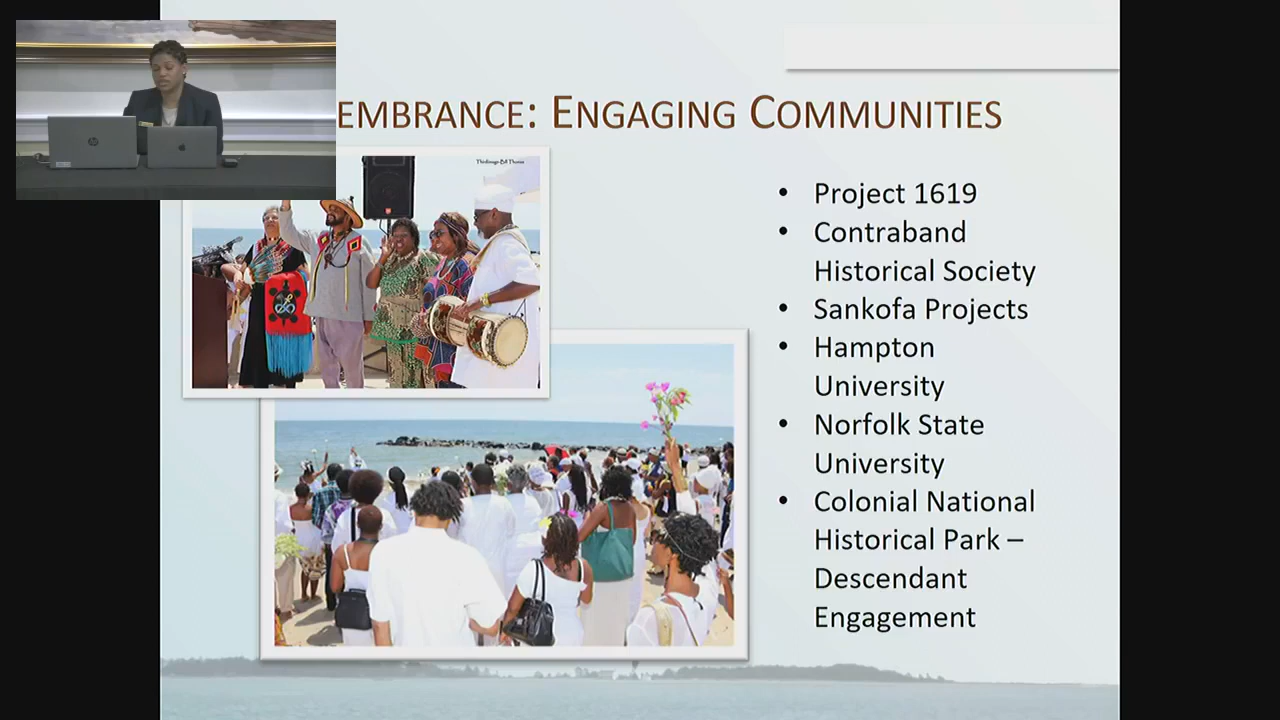 EMBRANCE: ENGAGING COMMUNITIES
• Project 1619
• Contraband
Historical Society
• Sankofa Projects
• Hampton
University
• Norfolk State
University
• Colonial National
Historical Park –
Descendant
Engagement